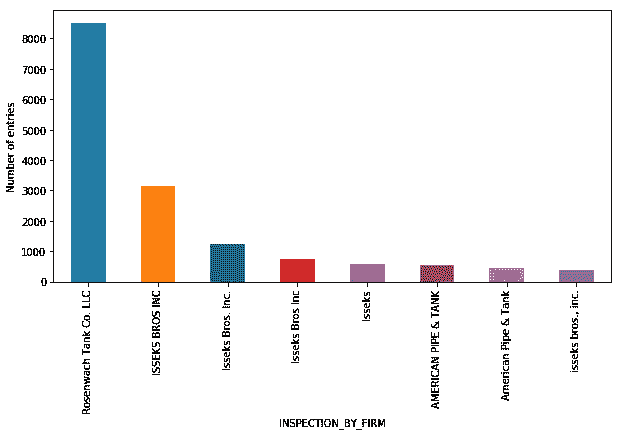 8000
7000
6000
5000
4000
3000
2000
1000
0
Number of entries
Rosenwach Tank Co. LLC
ISSEKS BROS INC
Isseks Bros. Inc.
Isseks Bros Inc
Isseks
AMERICAN PIPE & TANK
American Pipe & Tank
isseks bros., inc.
INSPECTION_BY_FIRM